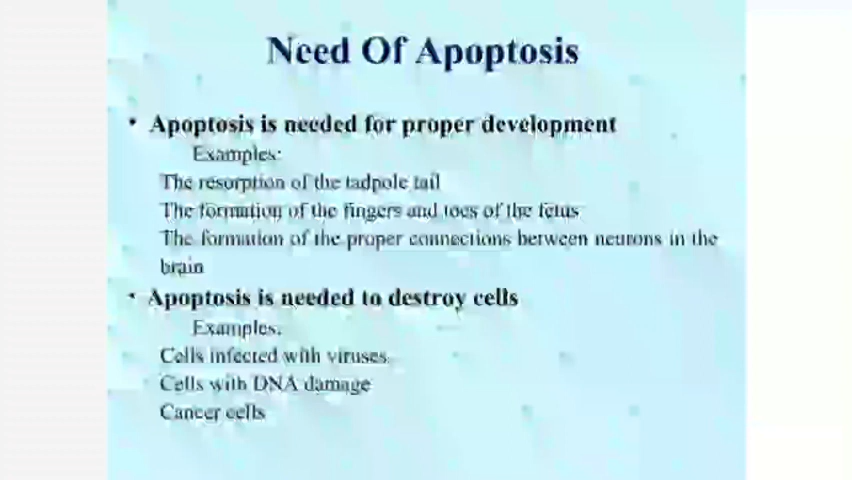 Need Of Apoptosis
• Apoptosis is needed for proper development
Examples:
The resorption of the tadpole tail
The formation of the fingers and toes of the fetus
The formation of the proper connections between neurons in the
brain
• Apoptosis is needed to destroy cells
Examples:
Cells infected with viruses
Cells with DNA damage
Cancer cells